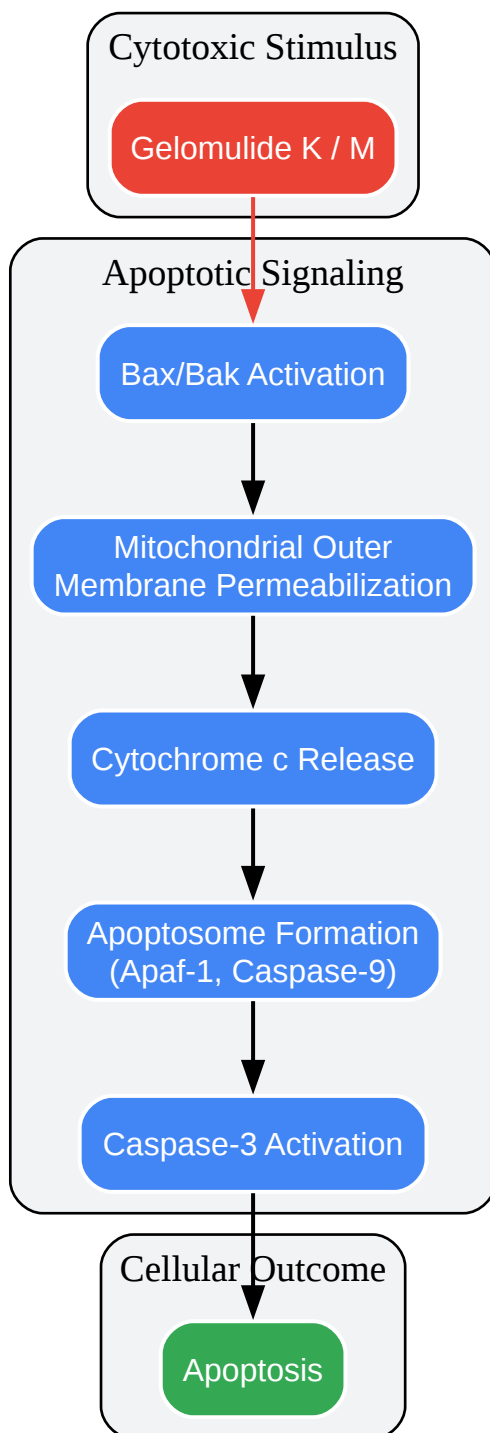 Cytotoxic Stimulus
Gelomulide K / M
Apoptotic Signaling
Bax/Bak Activation
Mitochondrial Outer
Membrane Permeabilization
Cytochrome c Release
Apoptosome Formation
(Apaf-1, Caspase-9)
Caspase-3 Activation
Cellular Outcome
Apoptosis